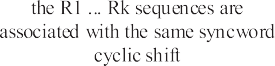 the R1 ... Rk sequences are
associated with the same syncword
cyclic shift